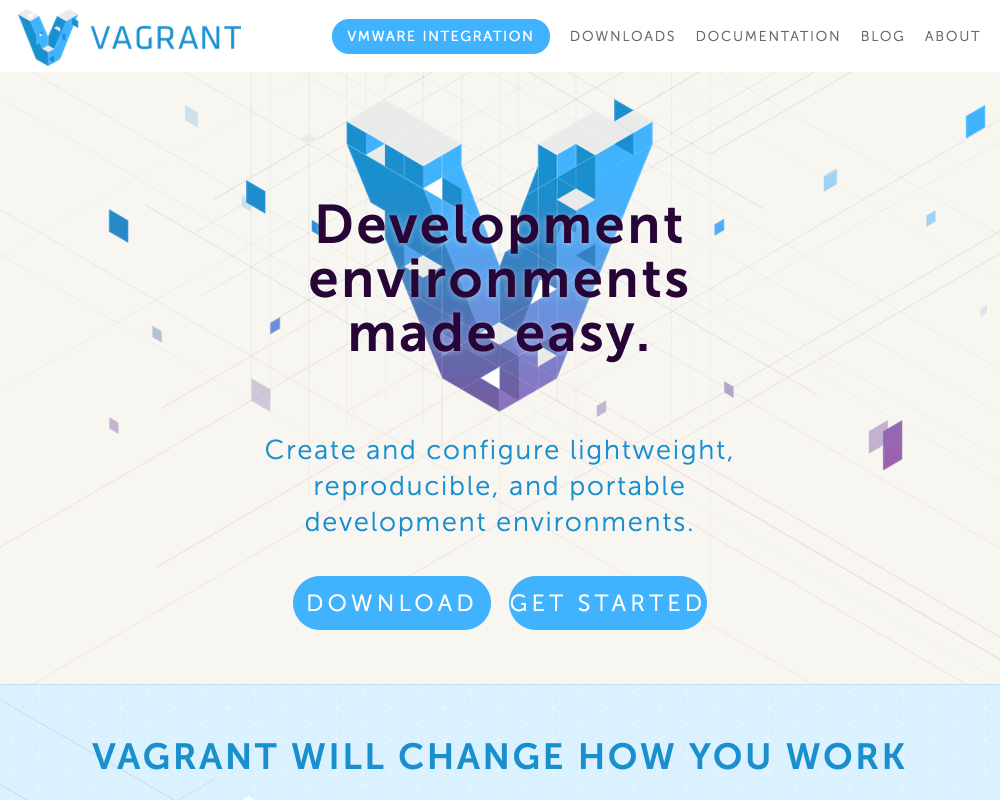 VAGRANT
VMWARE INTEGRATION
DOWNLOADS
DOCUMENTATION
BLOG
ABOUT
Development
environments
made easy.
Create and configure lightweight,
reproducible, and portable
development environments.
DOWNLOAD
GET STARTED
VAGRANT WILL CHANGE HOW YOU WORK